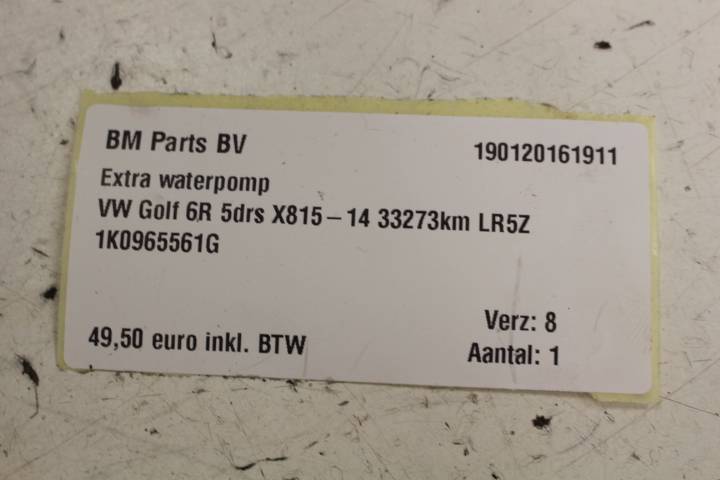 BM Parts BV 190120161911
Extra waterpomp
VW Golf 6R 5drs X815-14 33273km LR5Z
1K0965561G
Verz: 8
49,50 euro inkl. BTW Aantal: 1